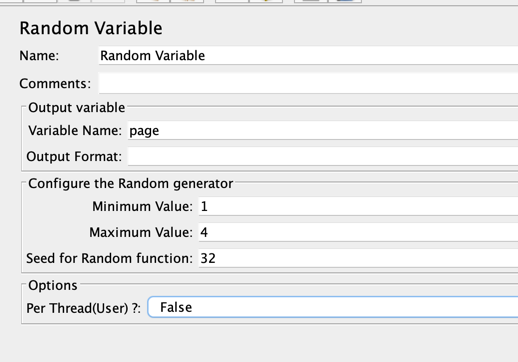 Random Variable
Name: Random Variable
Comments:
Output variable
Variable Name: page
Output Format:
Configure the Random generator
Minimum Value: 1
Maximum Value: 4
Seed for Random function: 32
Options
Per Thread(User) ?: False